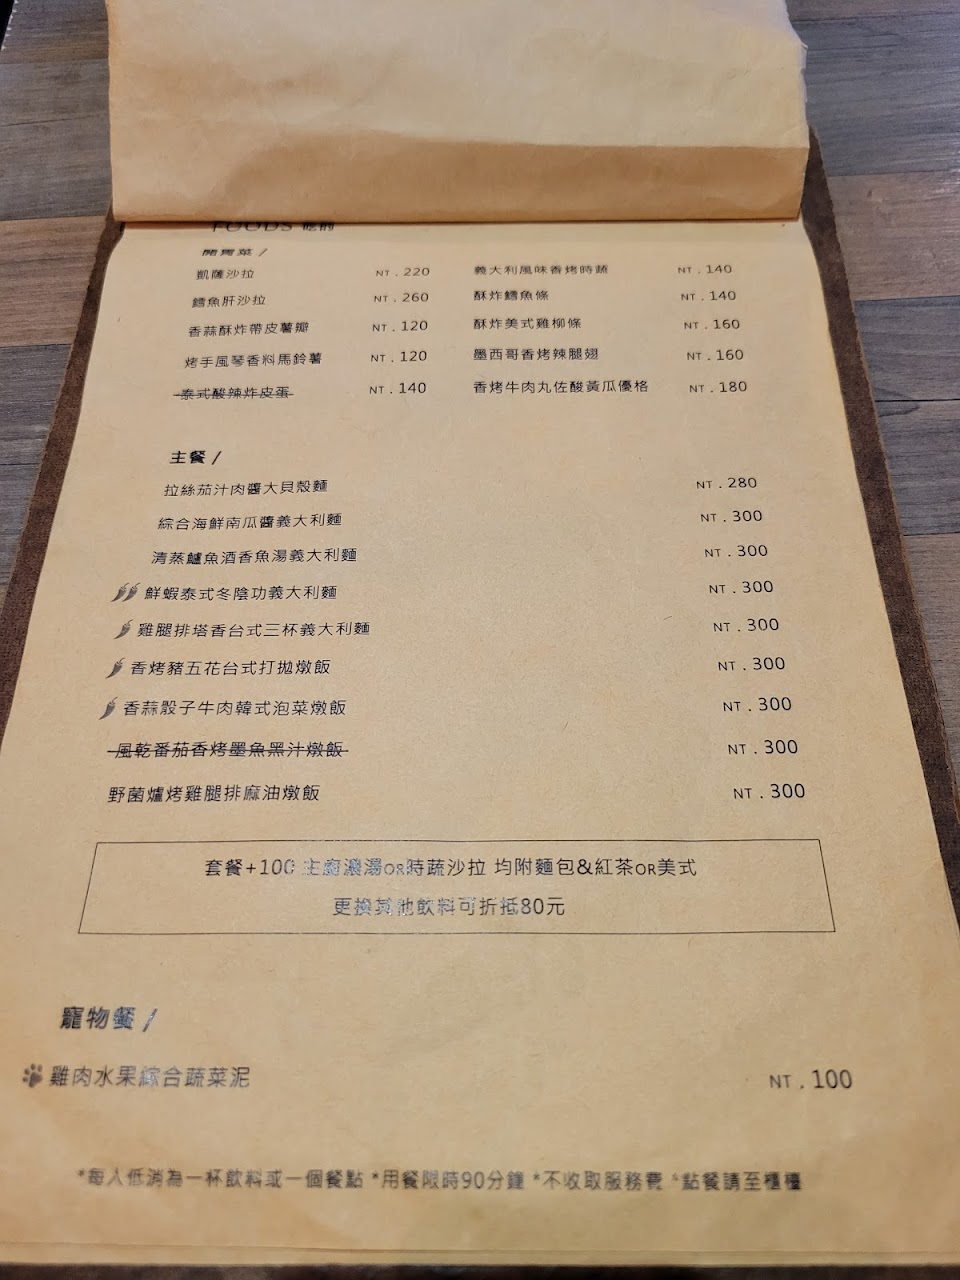 FOODS 吃的
開胃菜 /
凱薩沙拉 NT . 220 義大利風味香烤時蔬 NT . 140
鱈魚肝沙拉 NT . 260 酥炸鱈魚條 NT . 140
香蒜酥炸帶皮薯瓣 NT . 120 酥炸美式雞柳條 NT . 160
烤手風琴香料馬鈴薯 NT . 120 墨西哥香烤辣腿翅 NT . 160
泰式酸辣炸皮蛋 NT . 140 香烤牛肉丸佐酸黃瓜優格 NT . 180
主餐 /
拉絲茄汁肉醬大貝殼麵 NT . 280
綜合海鮮南瓜醬義大利麵 NT . 300
清蒸鱸魚酒香魚湯義大利麵 NT . 300
鮮蝦泰式冬陰功義大利麵 NT . 300
雞腿排塔香台式三杯義大利麵 NT . 300
香烤豬五花台式打拋燉飯 NT . 300
香蒜骰子牛肉韓式泡菜燉飯 NT . 300
風乾番茄香烤墨魚黑汁燉飯 NT . 300
野菌爐烤雞腿排麻油燉飯 NT . 300
套餐+100 主廚濃湯OR時蔬沙拉 均附麵包&紅茶OR美式
更換其他飲料可折抵80元
寵物餐 /
雞肉水果綜合蔬菜泥 NT . 100
*每人低消為一杯飲料或一個餐點 *用餐限時90分鐘 *不收取服務費 *點餐請至櫃檯